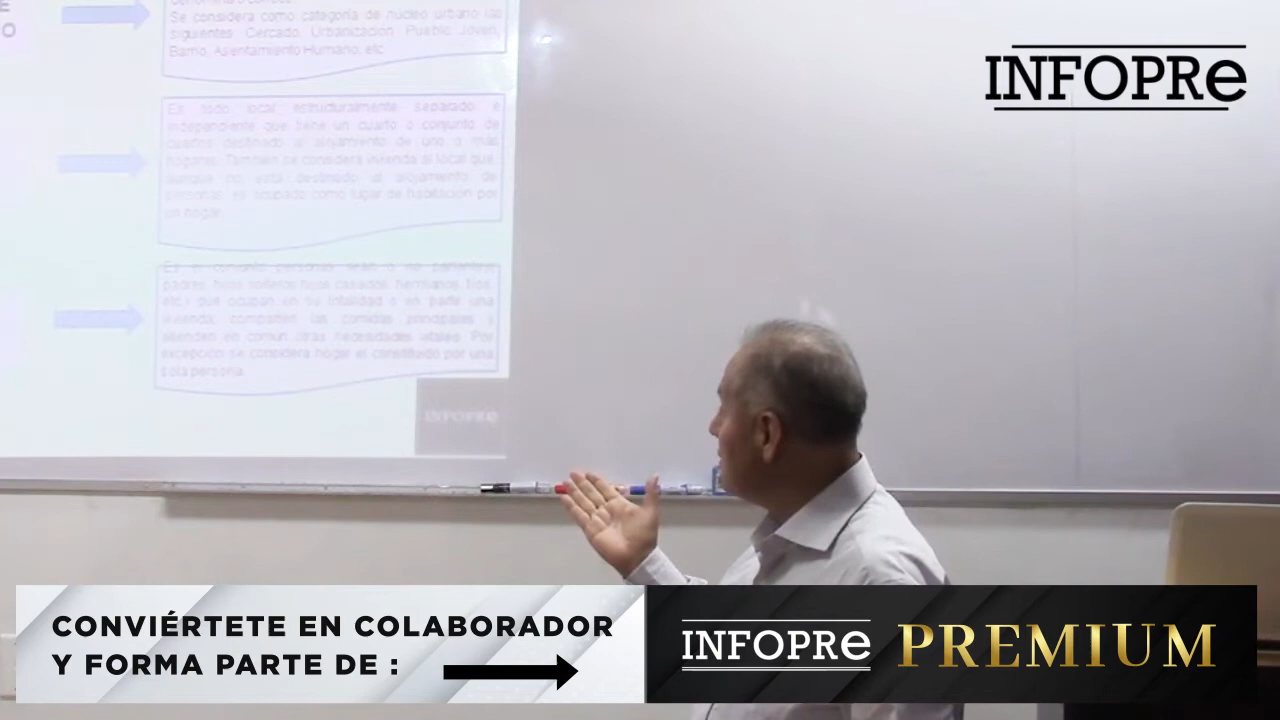 E
O
Se considera como categoría de núcleo urbano las
siguientes: Cercado, Urbanización, Pueblo Joven,
Barrio, Asentamiento Humano, etc.
Es todo local estructuralmente separado e
independiente que tiene un cuarto o conjunto de
cuartos destinado al alojamiento de uno o más
hogares. También se considera vivienda al local que,
aunque no está destinado al alojamiento de
personas, es ocupado como lugar de habitación por
un hogar.
Es el conjunto personas sean o no parientes
padres, hijos solteros, hijos casados, hermanos, tíos,
etc.) que ocupan en su totalidad o en parte una
vivienda; comparten las comidas principales y
atienden en común otras necesidades vitales. Por
excepción se considera hogar el constituido por una
sola persona.
INFOPRe
INFOPRe
CONVIÉRTETE EN COLABORADOR
Y FORMA PARTE DE :
INFOPRe PREMIUM